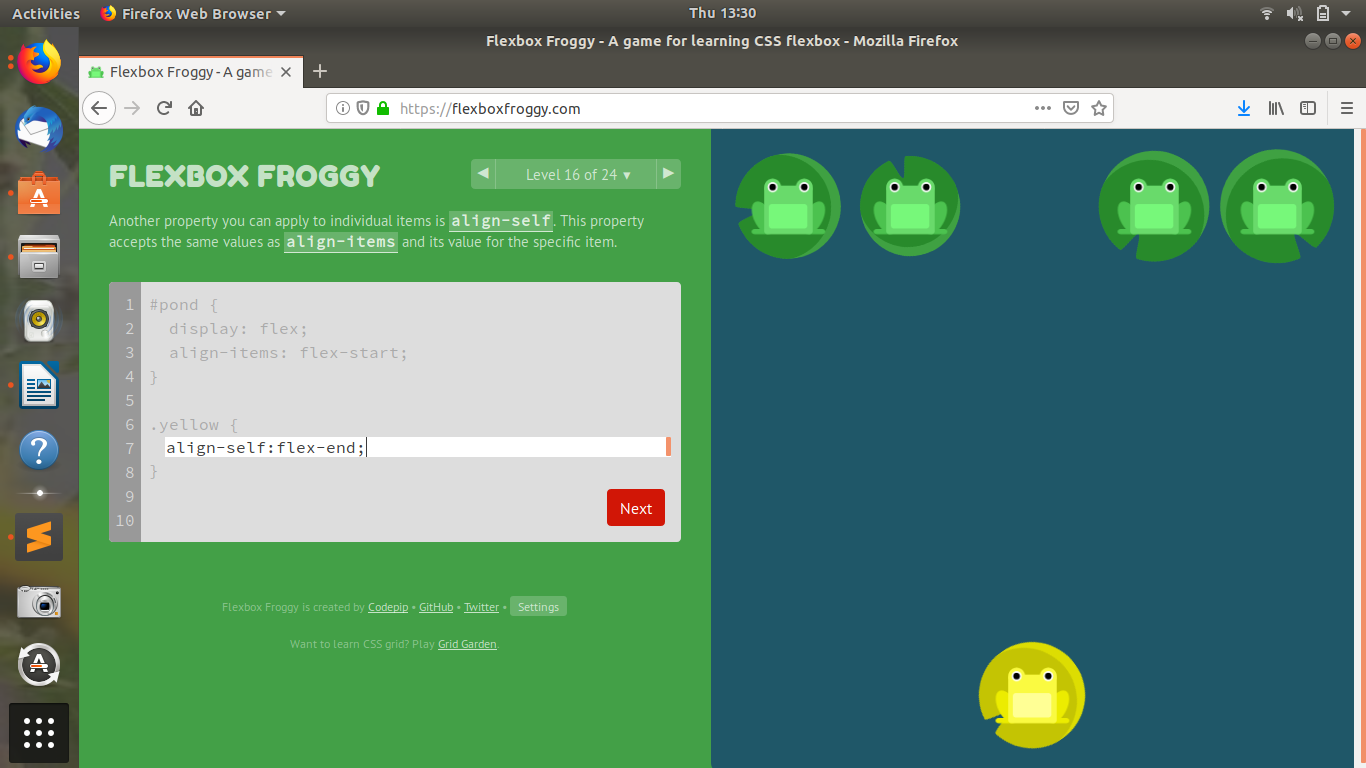 Activities
Firefox Web Browser
Thu 13:30
Flexbox Froggy - A game for learning CSS flexbox - Mozilla Firefox
Flexbox Froggy - A game
https://flexboxfroggy.com
FLEXBOX FROGGY
Level 16 of 24
Another property you can apply to individual items is align-self. This property
accepts the same values as align-items and its value for the specific item.
1 #pond {
2 display: flex;
3 align-items: flex-start;
4 }
5
6 .yellow {
7 align-self:flex-end;
8 }
9
10
Next
Flexbox Froggy is created by Codepip • GitHub • Twitter • Settings
Want to learn CSS grid? Play Grid Garden.